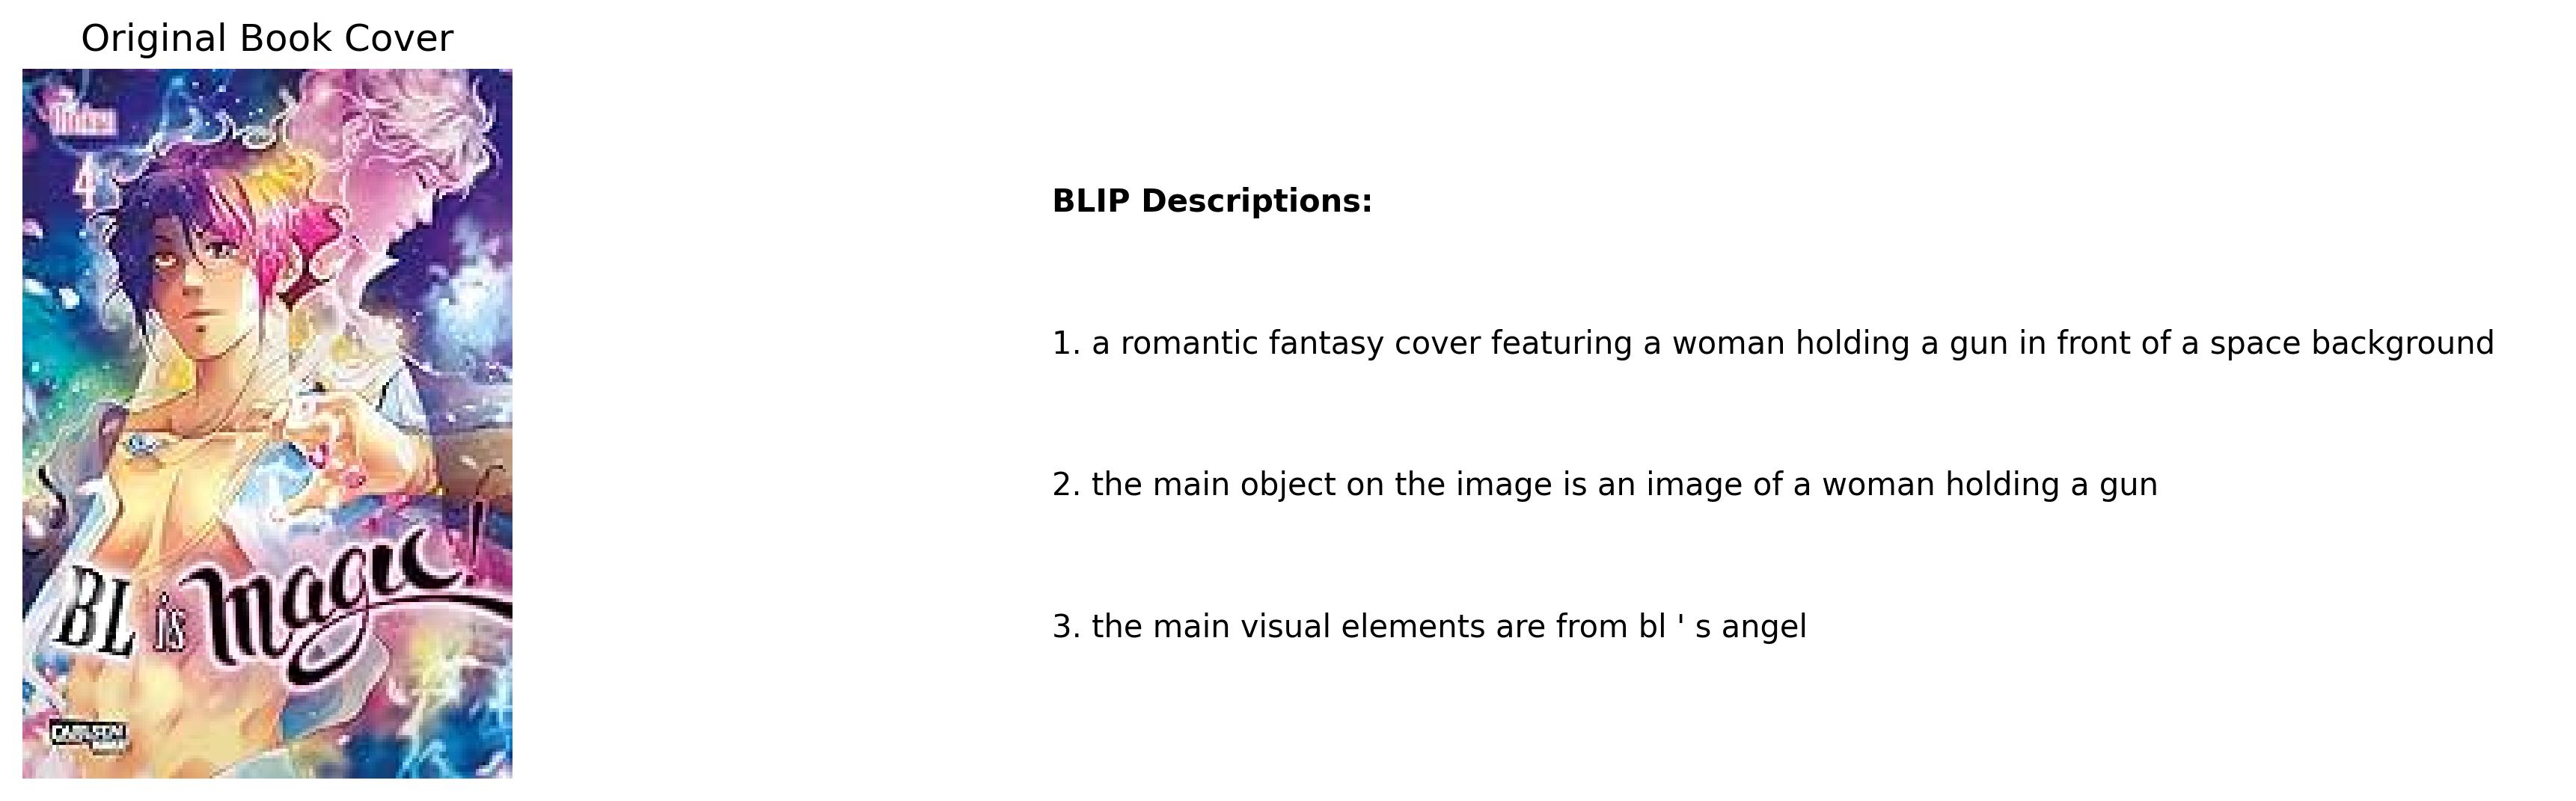 Original Book Cover
4
BL is Magic!
CARLSEN
BLIP Descriptions:
1. a romantic fantasy cover featuring a woman holding a gun in front of a space background
2. the main object on the image is an image of a woman holding a gun
3. the main visual elements are from bl ' s angel